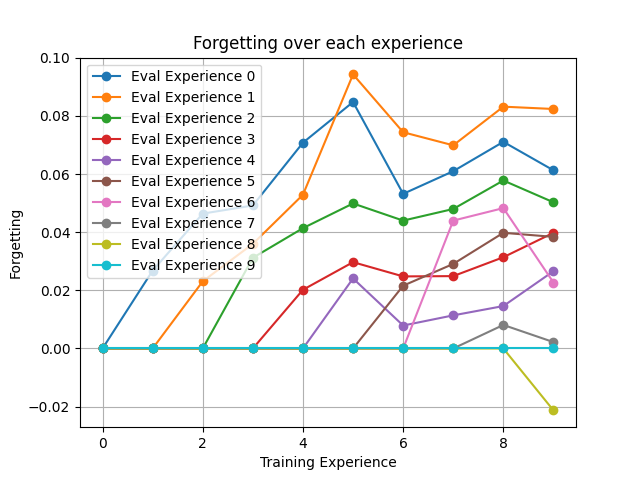 Forgetting over each experience
0.10
0.08
0.06
0.04
0.02
0.00
−0.02
Forgetting
Eval Experience 0
Eval Experience 1
Eval Experience 2
Eval Experience 3
Eval Experience 4
Eval Experience 5
Eval Experience 6
Eval Experience 7
Eval Experience 8
Eval Experience 9
0 2 4 6 8
Training Experience